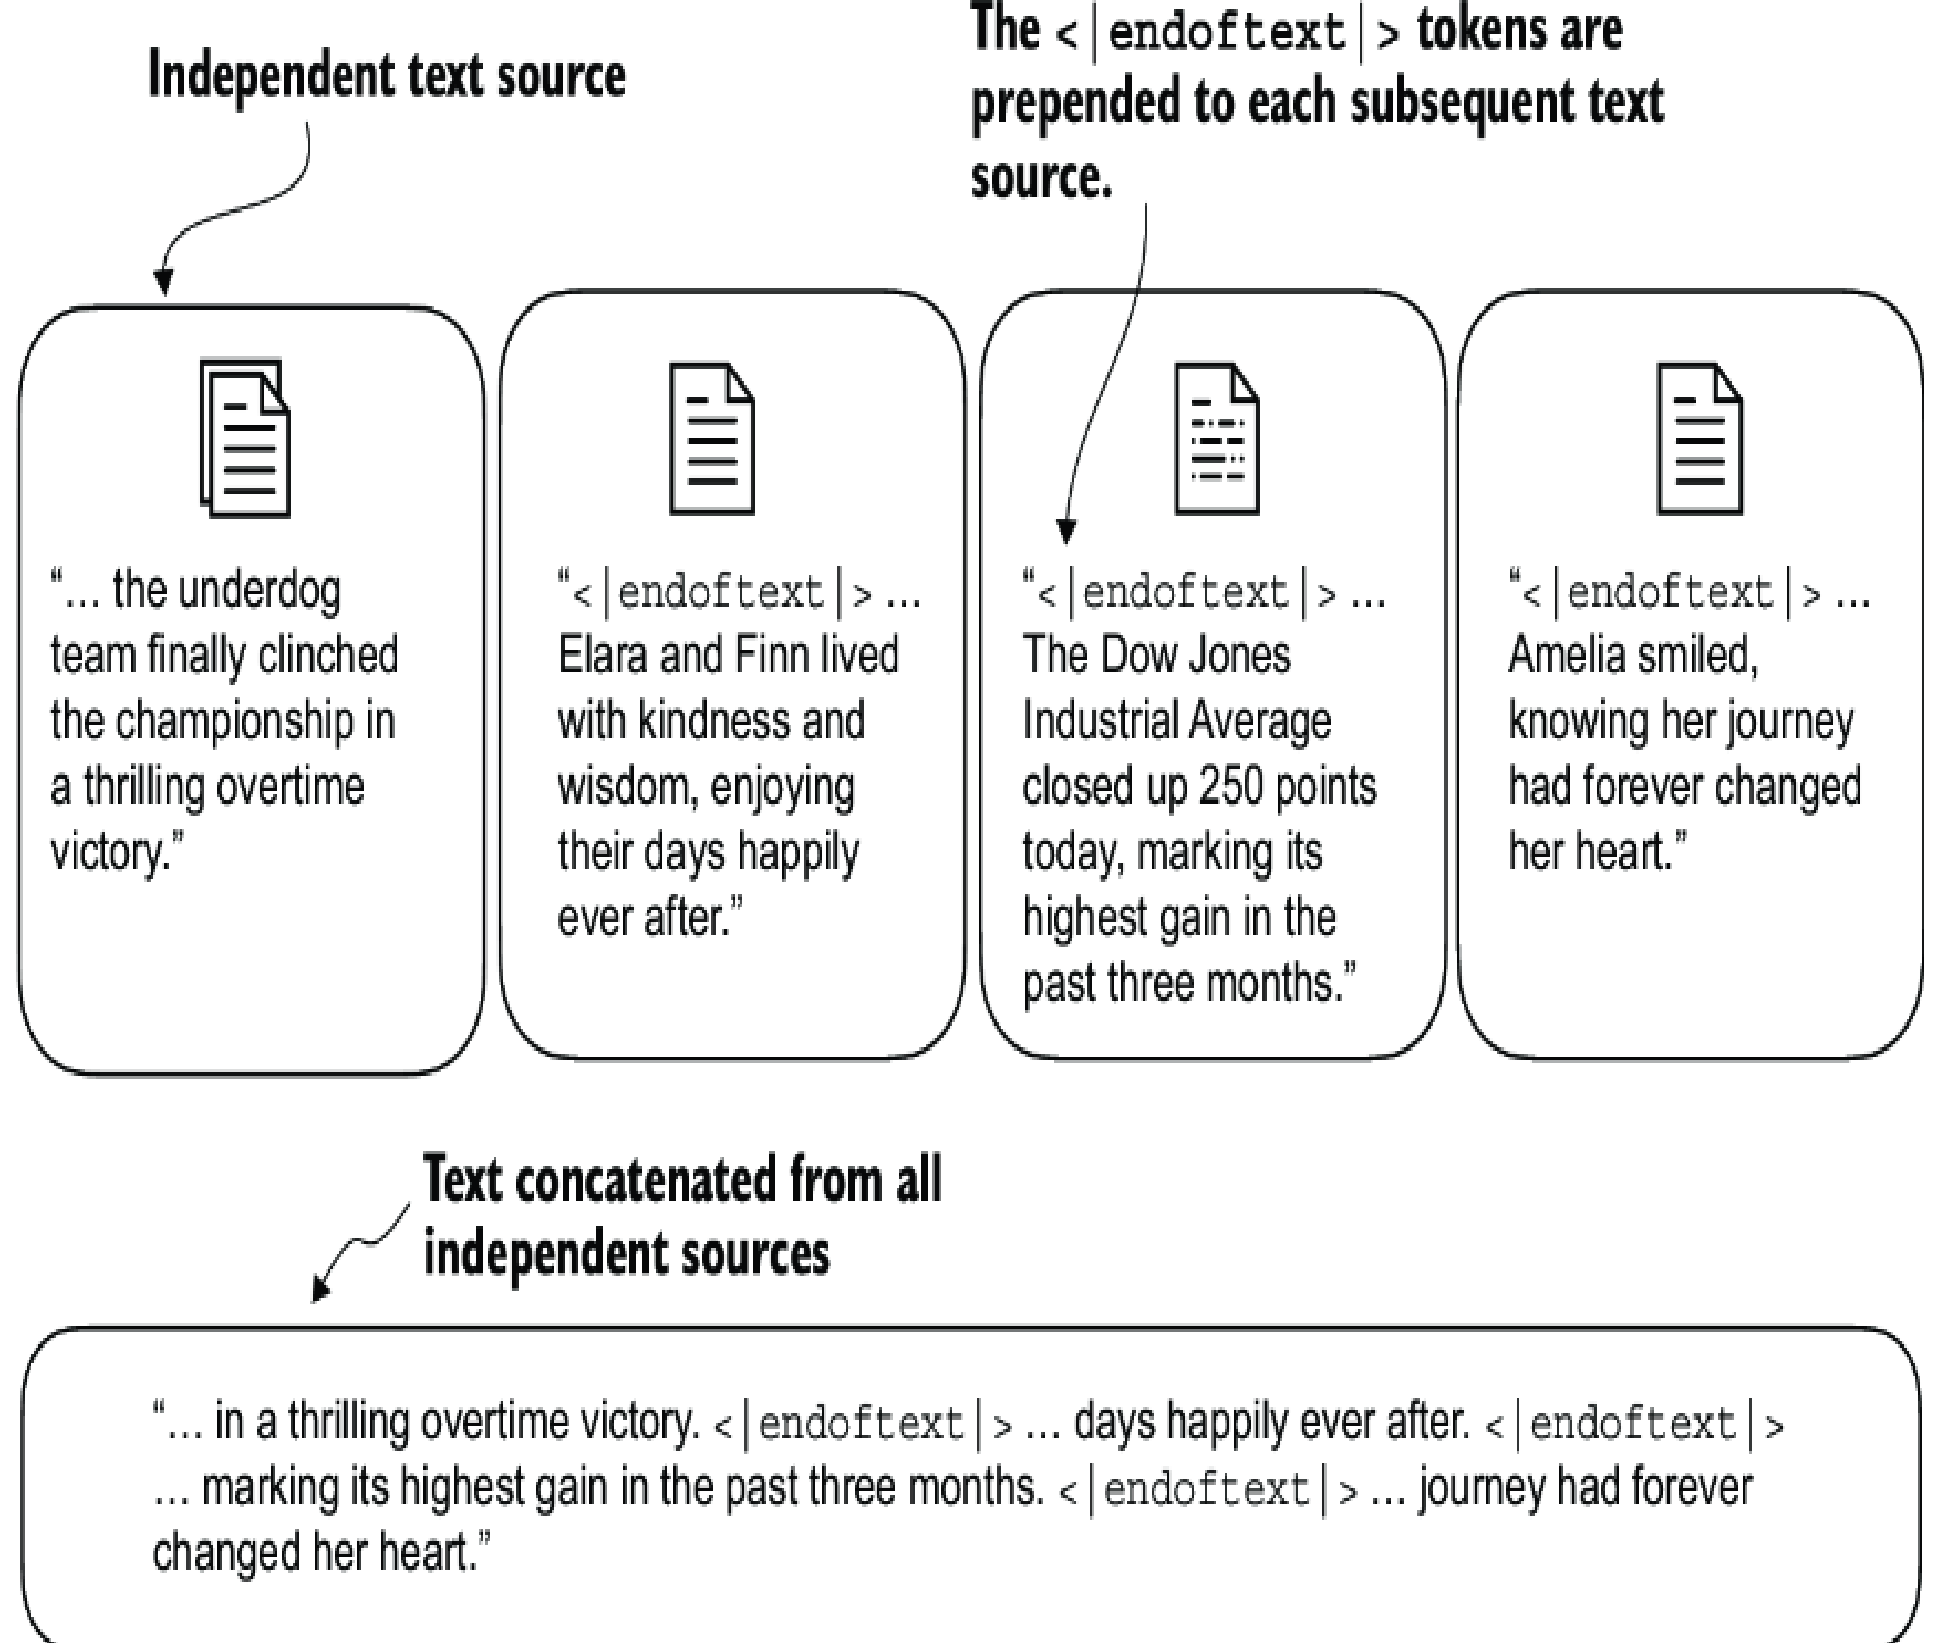 Independent text source
The <|endoftext|> tokens are
prepended to each subsequent text
source.
“... the underdog
team finally clinched
the championship in
a thrilling overtime
victory.”
“<|endoftext|> ...
Elara and Finn lived
with kindness and
wisdom, enjoying
their days happily
ever after.”
“<|endoftext|> ...
The Dow Jones
Industrial Average
closed up 250 points
today, marking its
highest gain in the
past three months.”
“<|endoftext|> ...
Amelia smiled,
knowing her journey
had forever changed
her heart.”
Text concatenated from all
independent sources
“... in a thrilling overtime victory. <|endoftext|> ... days happily ever after. <|endoftext|>
... marking its highest gain in the past three months. <|endoftext|> ... journey had forever
changed her heart.”